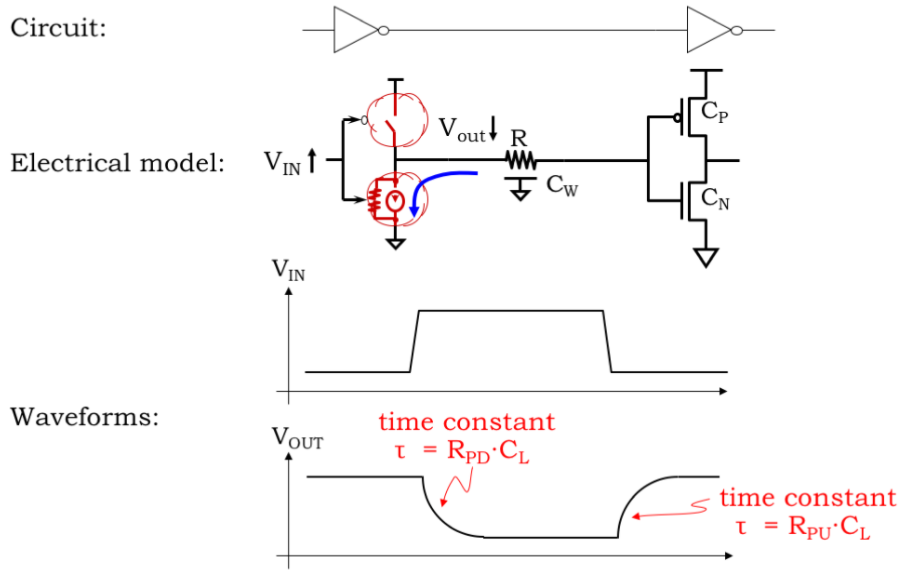 Circuit:
Electrical model:
V_IN
V_out
R
C_W
C_P
C_N
V_IN
Waveforms:
V_OUT
time constant
τ = R_PD·C_L
time constant
τ = R_PU·C_L